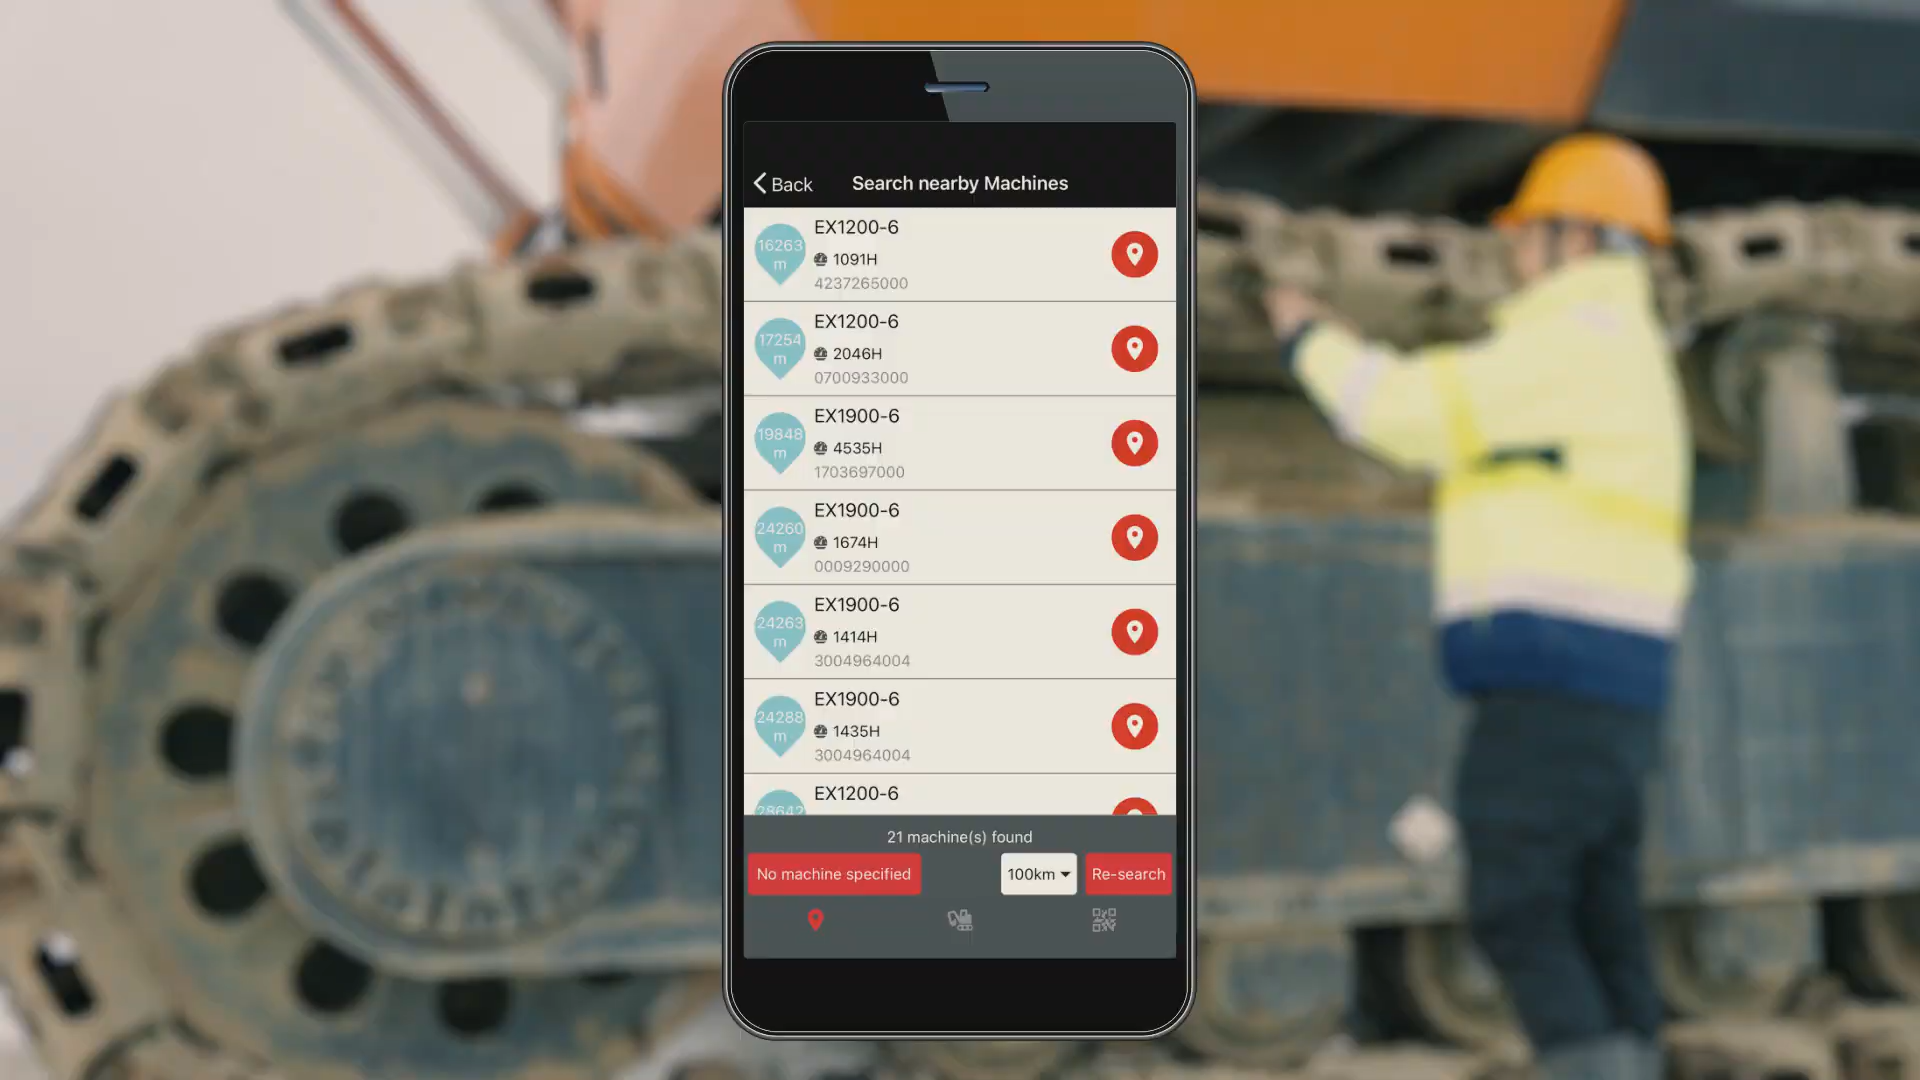 Back
Search nearby Machines
16263
m
EX1200-6
1091H
4237265000
17254
m
EX1200-6
2046H
0700933000
19848
m
EX1900-6
4535H
1703697000
24260
m
EX1900-6
1674H
0009290000
24263
m
EX1900-6
1414H
3004964004
24288
m
EX1900-6
1435H
3004964004
28642
EX1200-6
21 machine(s) found
No machine specified
100km
Re-search